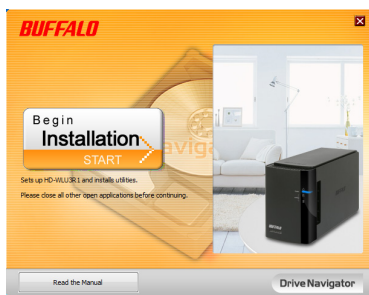 BUFFALO
Begin
Installation
START
Sets up HD-WLU3R1 and installs utilities.
Please close all other open applications before continuing.
BUFFALO
Read the Manual
DriveNavigator